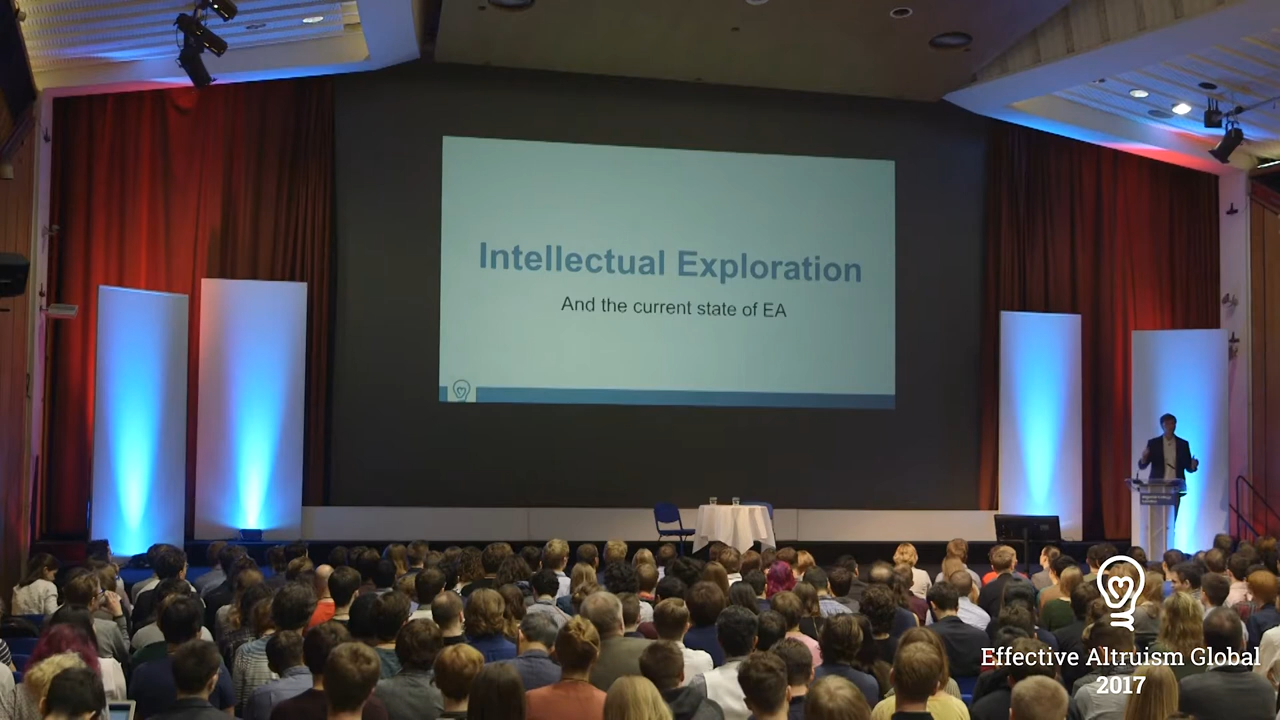 Intellectual Exploration
And the current state of EA
Effective Altruism Global
2017